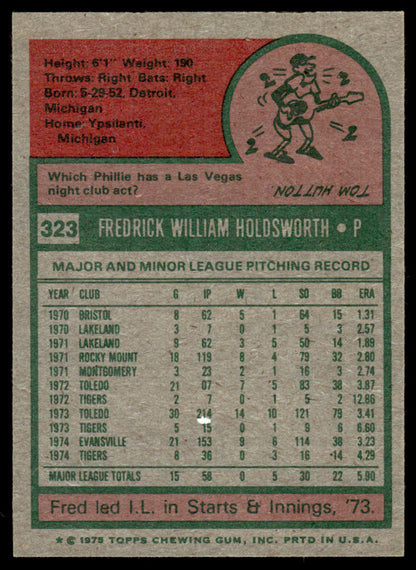 Height: 6'1" Weight: 190
Throws: Right Bats: Right
Born: 5-29-52, Detroit,
Michigan
Home: Ypsilanti,
Michigan
Which Phillie has a Las Vegas
night club act?
TOM HUTTON
323 FREDRICK WILLIAM HOLDSWORTH • P
MAJOR AND MINOR LEAGUE PITCHING RECORD
YEAR CLUB G IP W L SO BB ERA
1970 BRISTOL 8 62 5 1 64 15 1.31
1970 LAKELAND 3 7 0 1 5 3 2.57
1971 LAKELAND 9 62 5 3 50 14 1.89
1971 ROCKY MOUNT 18 119 8 4 79 32 2.80
1971 MONTGOMERY 3 23 2 1 16 3 2.74
1972 TOLEDO 21 7 5 83 38 3.87
1972 TIGERS 2 7 0 1 5 2 12.86
1973 TOLEDO 30 214 14 10 121 79 3.41
1973 TIGERS 5 15 0 1 9 6 6.60
1974 EVANSVILLE 21 153 9 6 114 38 3.23
1974 TIGERS 8 36 0 3 16 14 4.29
MAJOR LEAGUE TOTALS 15 58 0 5 30 22 5.90
Fred led I.L. in Starts & Innings, '73.
* © 1975 TOPPS CHEWING GUM, INC. PRTD IN U.S.A.